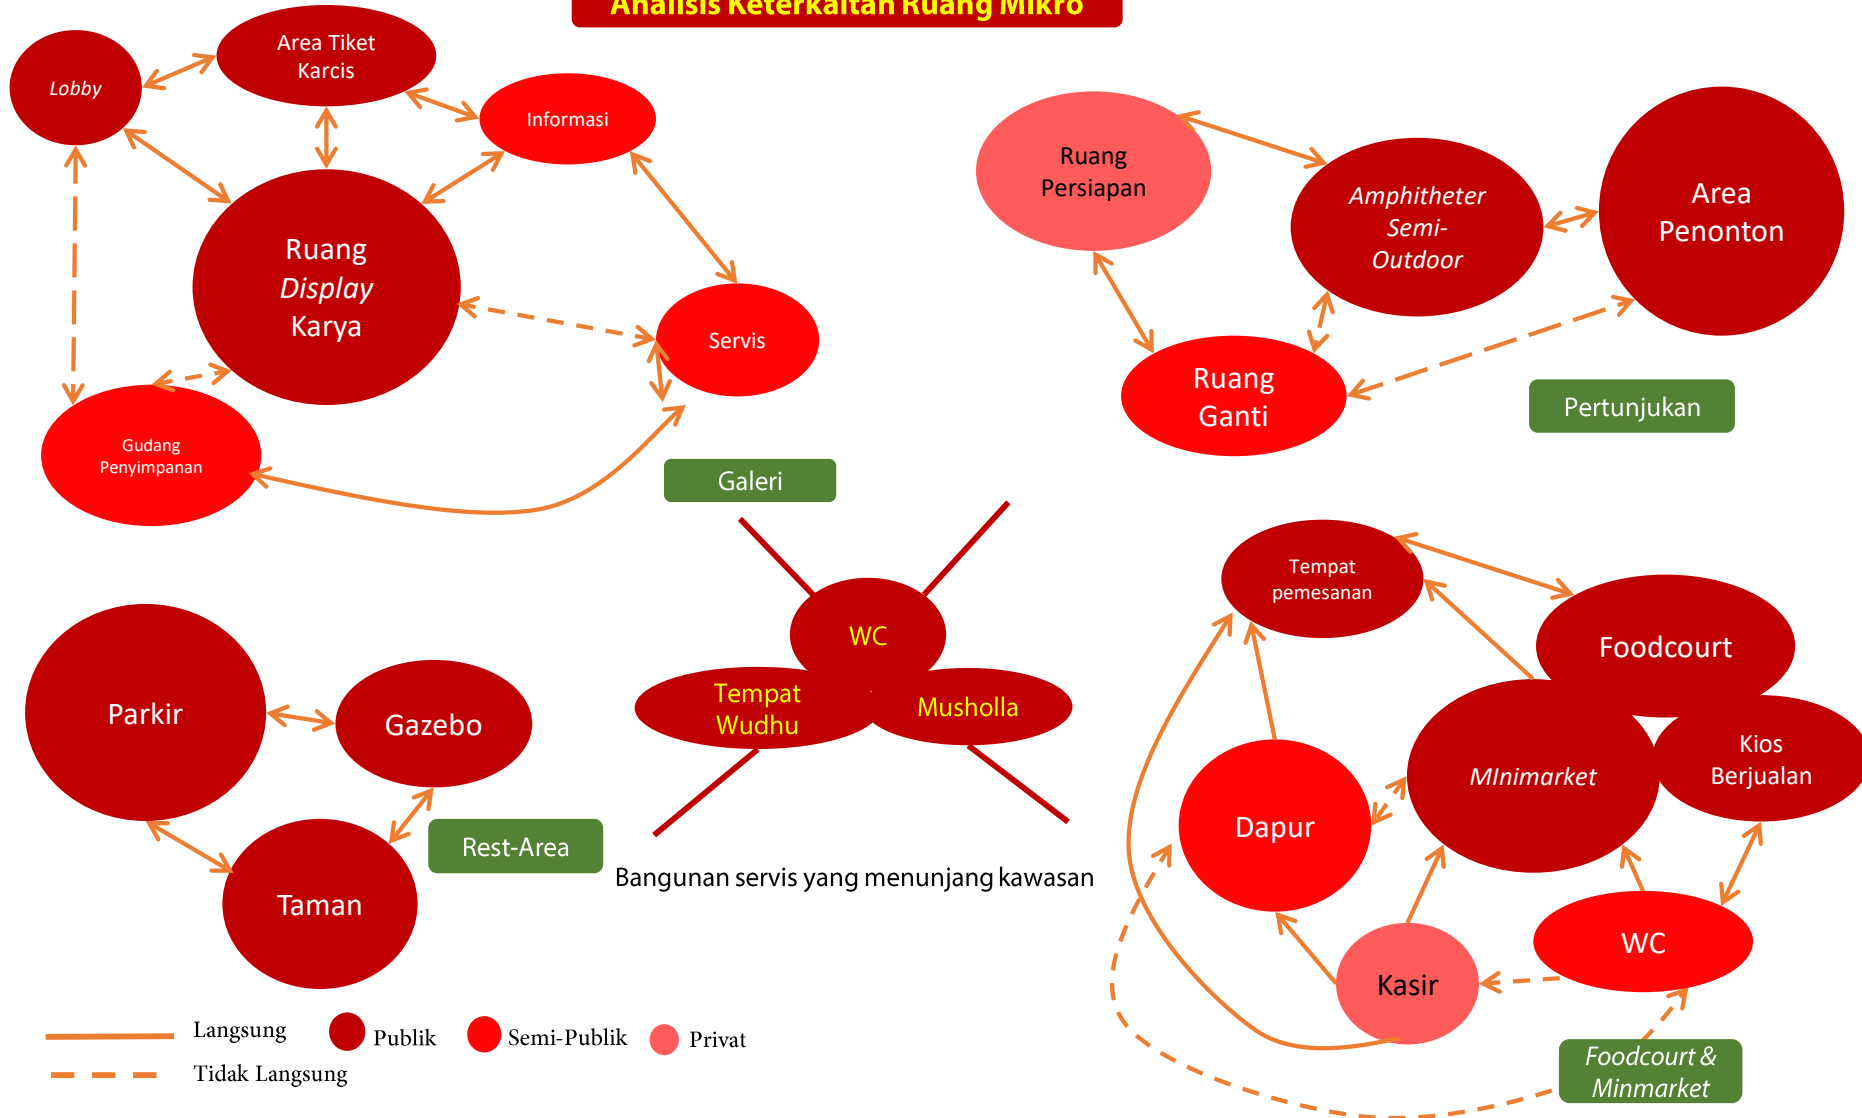 Analisis Keterkaitan Ruang Mikro
Lobby
Area Tiket
Karcis
Informasi
Ruang
Display
Karya
Servis
Gudang
Penyimpanan
Galeri
Ruang
Persiapan
Amphitheter
Semi-
Outdoor
Area
Penonton
Ruang
Ganti
Pertunjukan
Parkir
Gazebo
Taman
Rest-Area
WC
Tempat
Wudhu
Musholla
Bangunan servis yang menunjang kawasan
Tempat
pemesanan
Foodcourt
MInimarket
Kios
Berjualan
Dapur
Kasir
WC
Foodcourt &
Minmarket
Langsung
Publik
Semi-Publik
Privat
Tidak Langsung